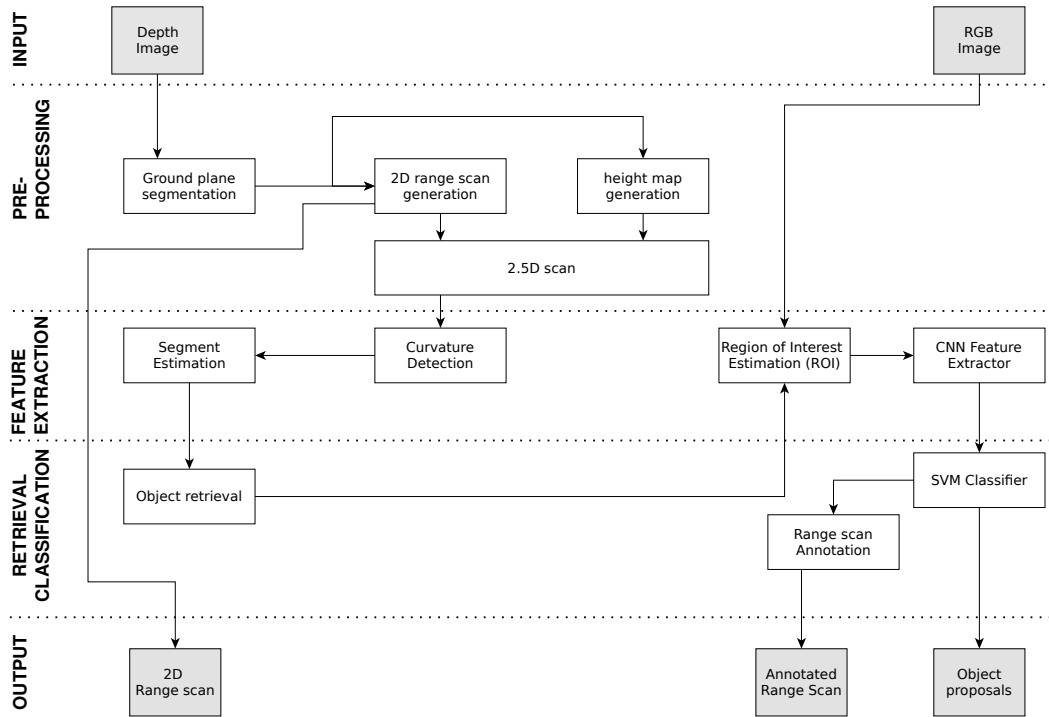 INPUT
Depth
Image
RGB
Image
PRE-
PROCESSING
Ground plane
segmentation
2D range scan
generation
height map
generation
2.5D scan
FEATURE
EXTRACTION
Segment
Estimation
Curvature
Detection
Region of Interest
Estimation (ROI)
CNN Feature
Extractor
RETRIEVAL
CLASSIFICATION
Object retrieval
SVM Classifier
Range scan
Annotation
OUTPUT
2D
Range scan
Annotated
Range Scan
Object
proposals